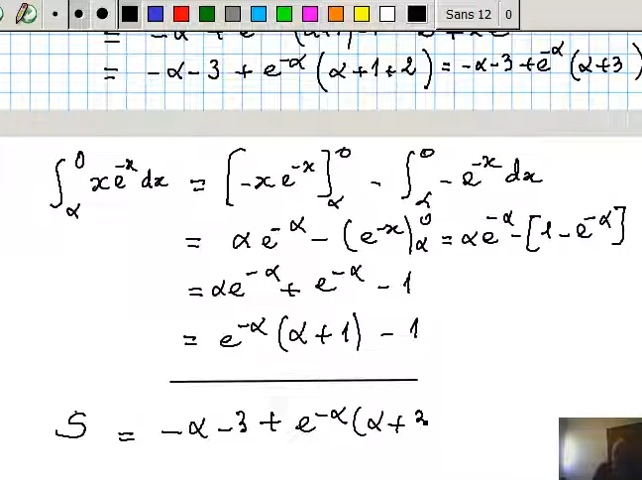 Sans 12 0
= -α + e
= -α-3 + e^{-α}(α+1+2) = -α-3+e^{-α}(α+3)
∫_α^0 xe^{-x}dx = [-xe^{-x}]_α^0 - ∫_α^0 -e^{-x}dx
= αe^{-α} - (e^{-x})_α^0 = αe^{-α} - [1-e^{-α}]
= αe^{-α} + e^{-α} - 1
= e^{-α}(α+1) - 1
S = -α-3 + e^{-α}(α+3